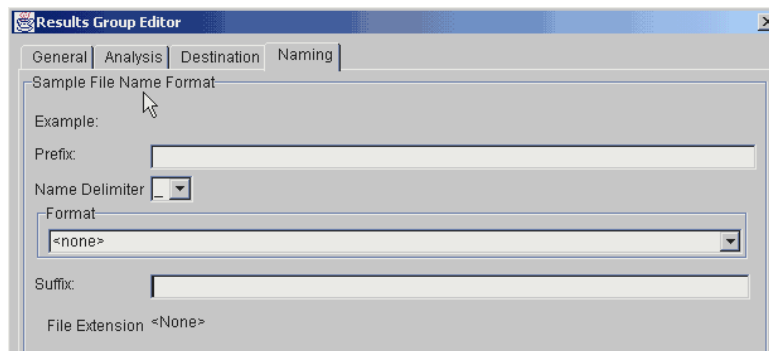 Results Group Editor
General Analysis Destination Naming
Sample File Name Format
Example:
Prefix:
Name Delimiter _
Format
<none>
Suffix:
File Extension <None>